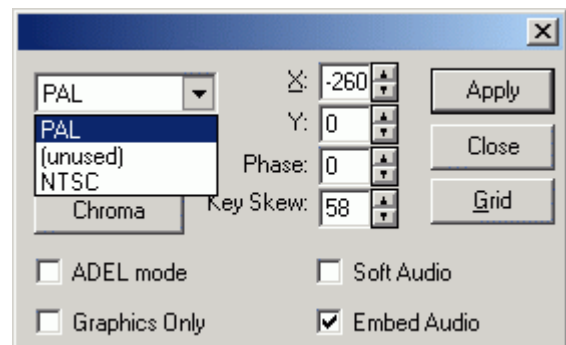 PAL
X: -260
Apply
PAL
Y: 0
(unused)
Close
NTSC
Phase: 0
Chroma
Key Skew: 58
Grid
ADEL mode
Soft Audio
Graphics Only
Embed Audio